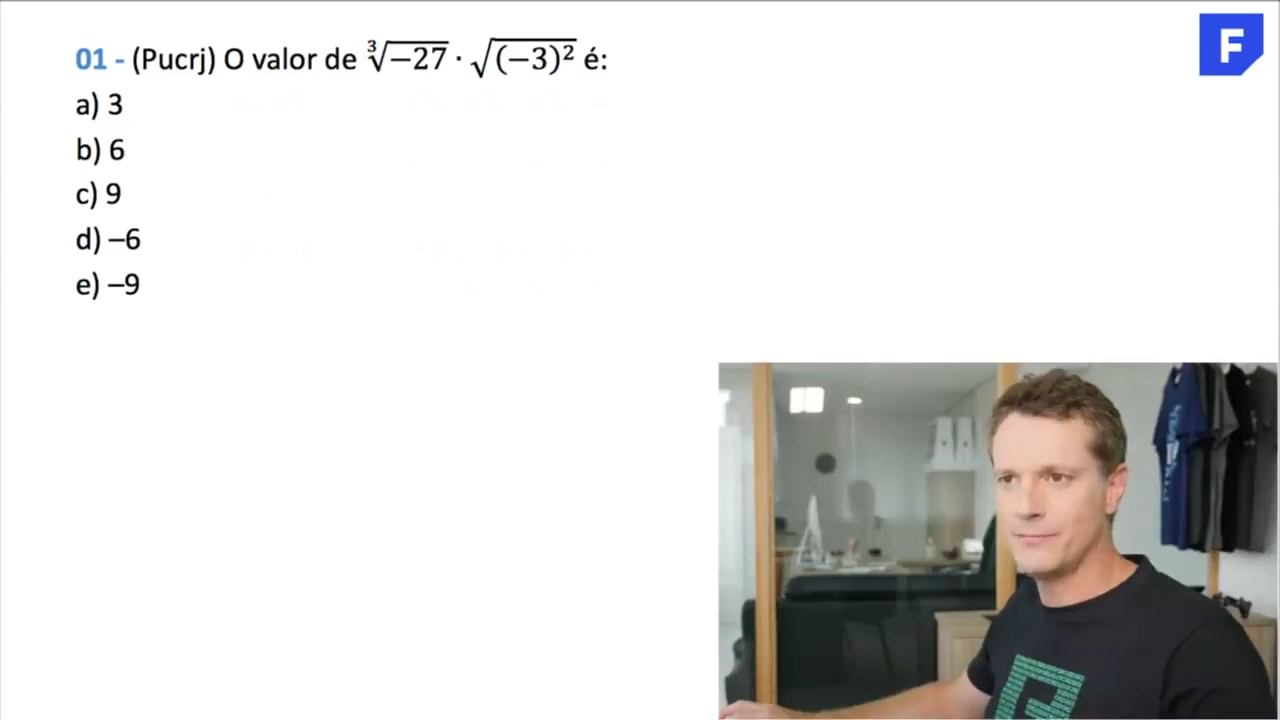 01 - (Pucrj) O valor de ∛−27 · √(−3)² é:
a) 3
b) 6
c) 9
d) –6
e) –9
F